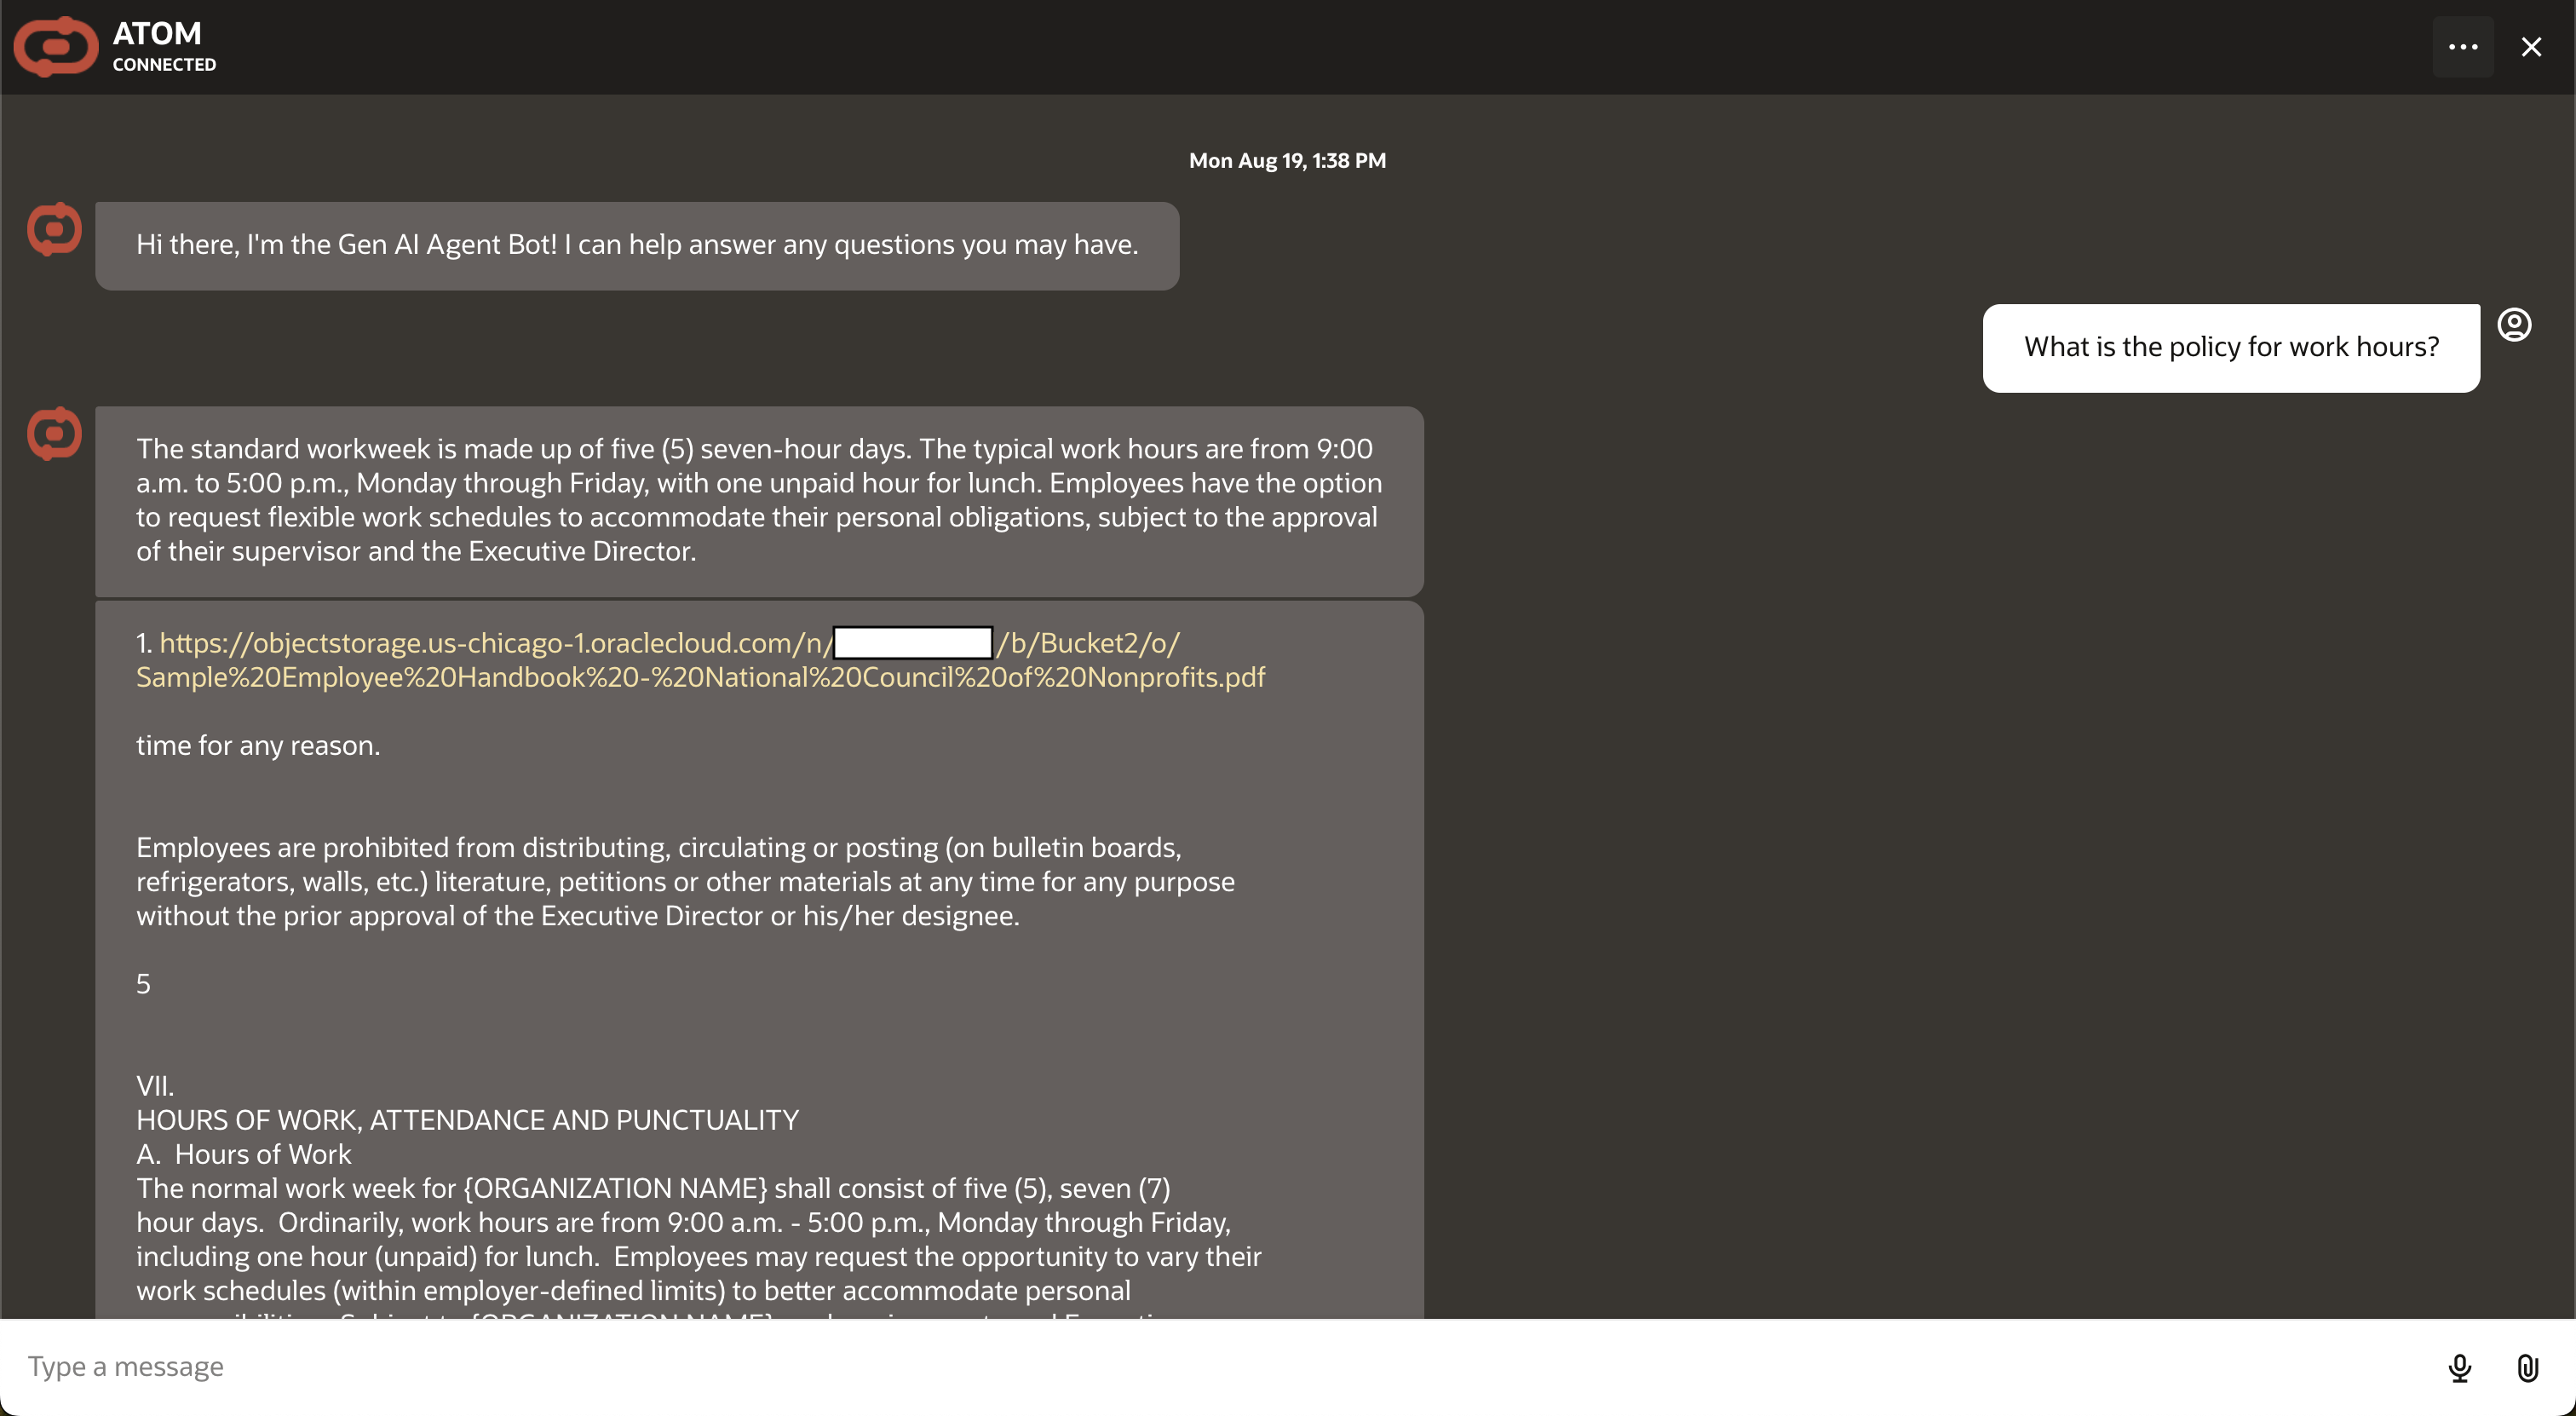 ATOM
CONNECTED
Mon Aug 19, 1:38 PM
Hi there, I'm the Gen AI Agent Bot! I can help answer any questions you may have.
What is the policy for work hours?
The standard workweek is made up of five (5) seven-hour days. The typical work hours are from 9:00
a.m. to 5:00 p.m., Monday through Friday, with one unpaid hour for lunch. Employees have the option
to request flexible work schedules to accommodate their personal obligations, subject to the approval
of their supervisor and the Executive Director.
1. https://objectstorage.us-chicago-1.oraclecloud.com/n/ /b/Bucket2/o/
Sample%20Employee%20Handbook%20-%20National%20Council%20of%20Nonprofits.pdf
time for any reason.
Employees are prohibited from distributing, circulating or posting (on bulletin boards,
refrigerators, walls, etc.) literature, petitions or other materials at any time for any purpose
without the prior approval of the Executive Director or his/her designee.
5
VII.
HOURS OF WORK, ATTENDANCE AND PUNCTUALITY
A.  Hours of Work
The normal work week for {ORGANIZATION NAME} shall consist of five (5), seven (7)
hour days.  Ordinarily, work hours are from 9:00 a.m. - 5:00 p.m., Monday through Friday,
including one hour (unpaid) for lunch.  Employees may request the opportunity to vary their
work schedules (within employer-defined limits) to better accommodate personal
Type a message